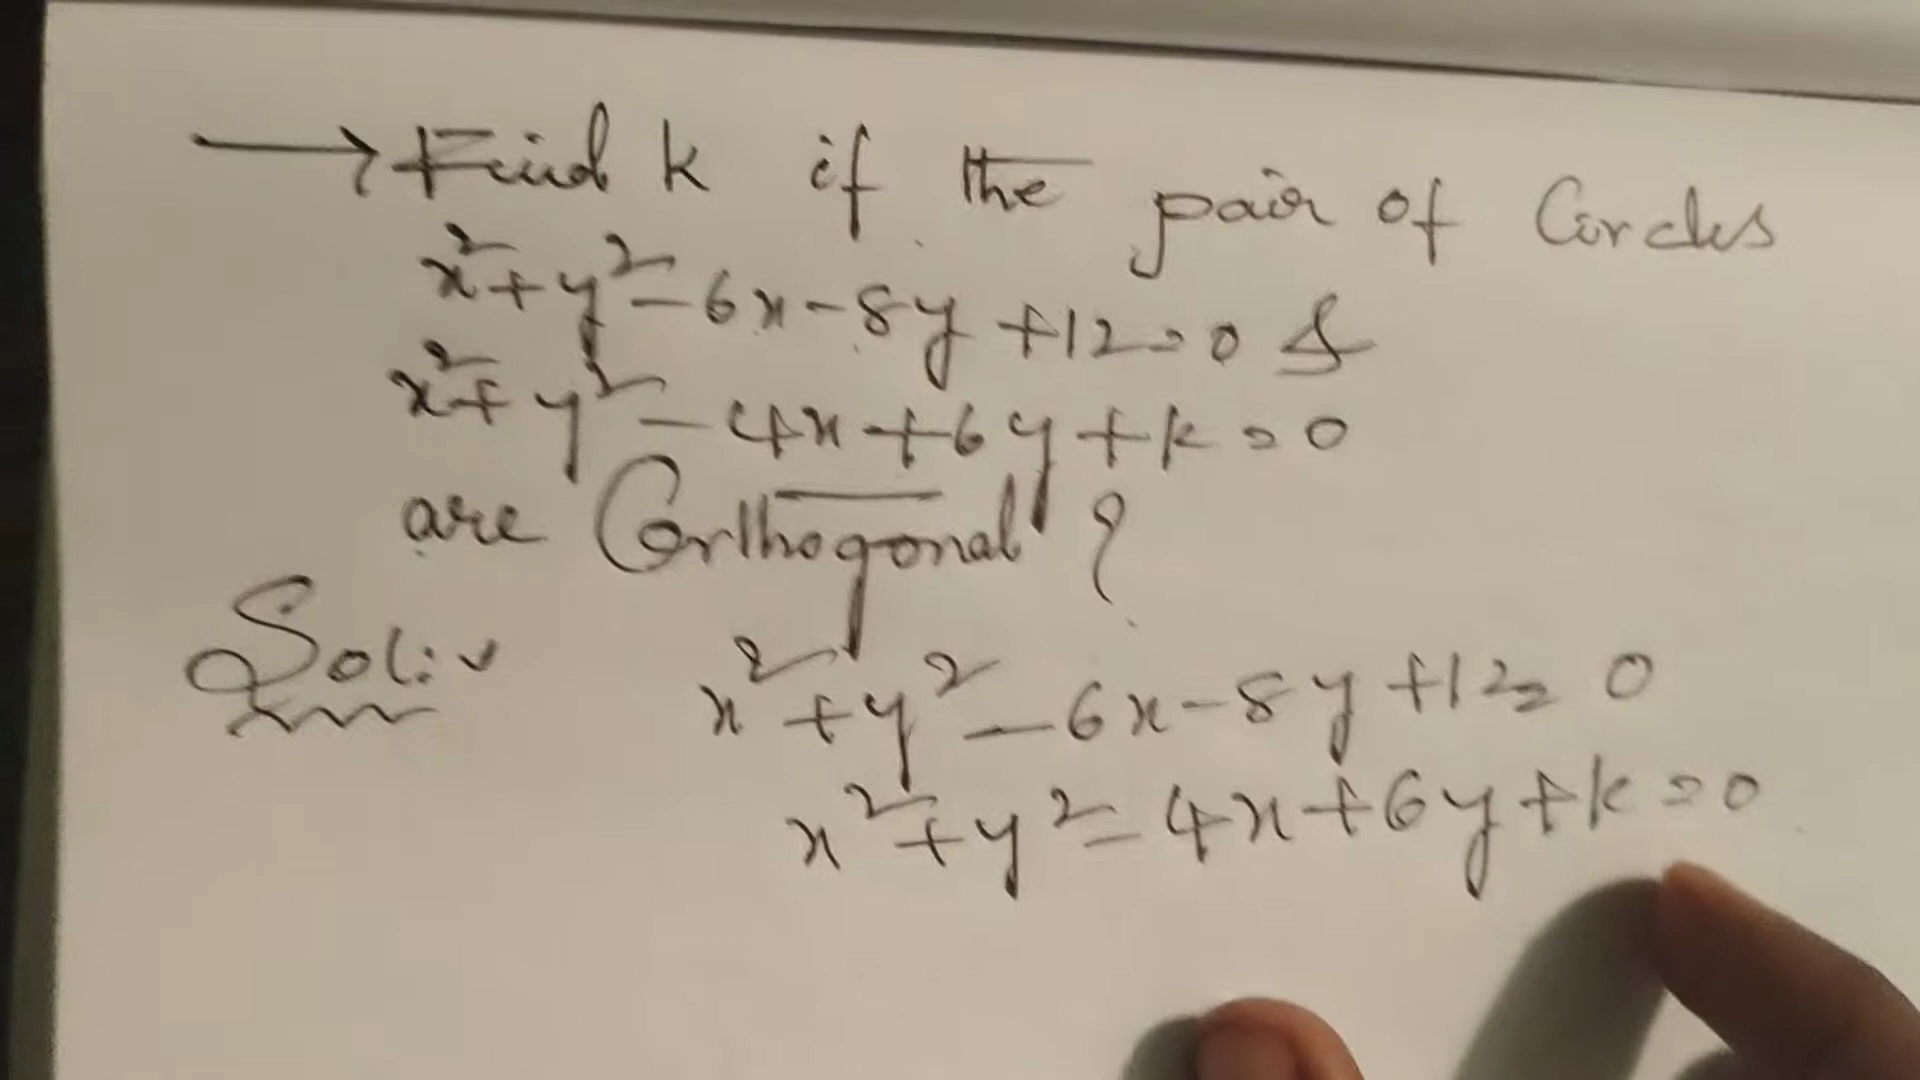 → Find k if the pair of Circles
x²+y²-6x-8y+12=0 &
x²+y²-4x+6y+k=0
are Orthogonal ?
Sol:-
x²+y²-6x-8y+12=0
x²+y²-4x+6y+k=0